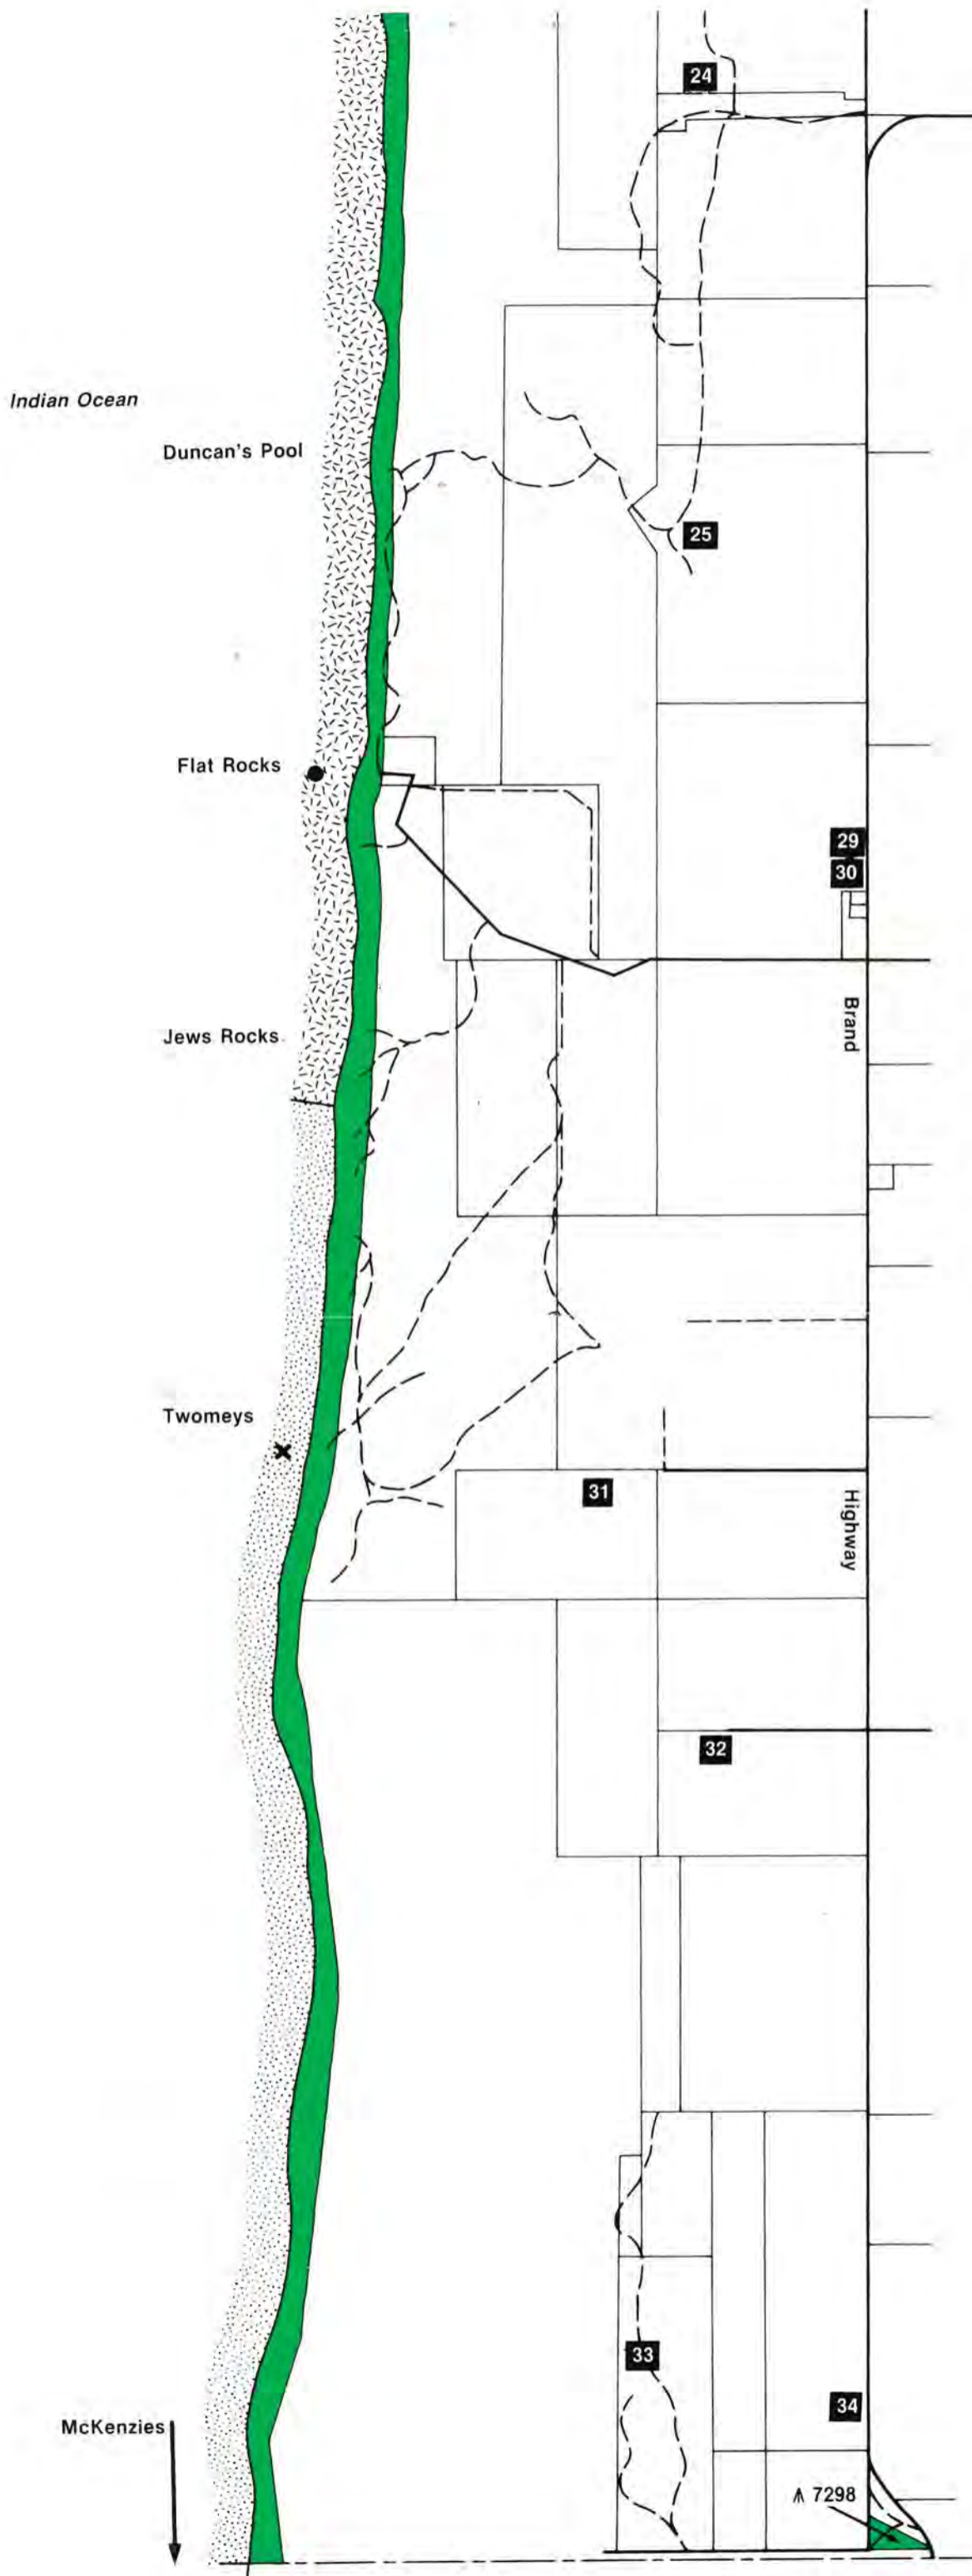 24
Indian Ocean
Duncan's Pool
25
Flat Rocks
29
30
Brand
Jews Rocks
Twomeys
31
Highway
32
33
34
McKenzies
7298